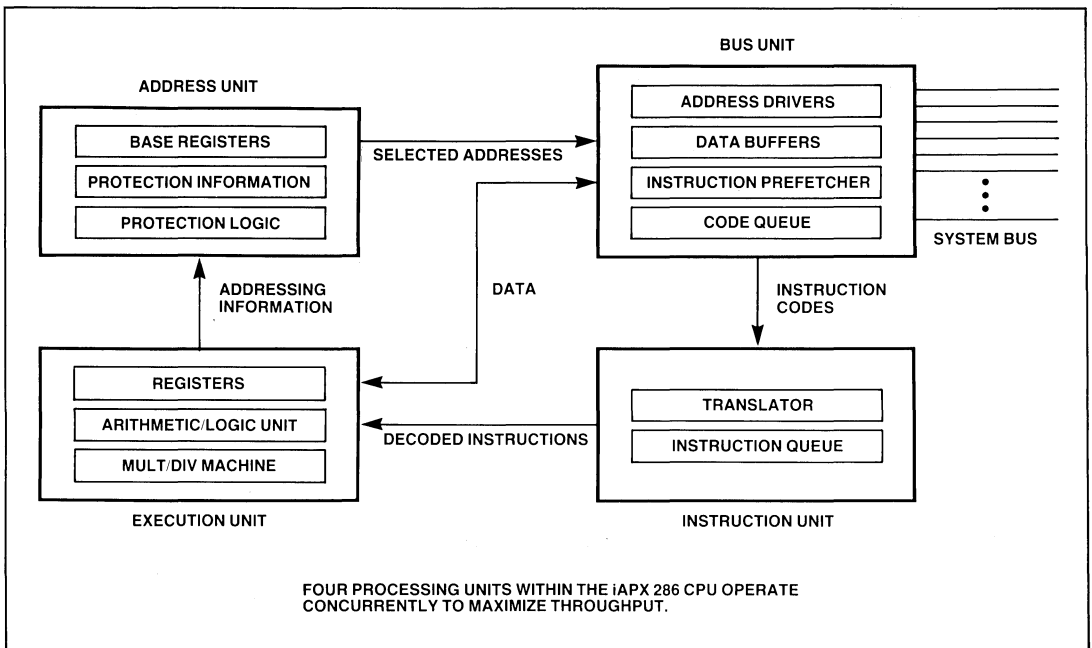 BUS UNIT
ADDRESS UNIT
ADDRESS DRIVERS
BASE REGISTERS
DATA BUFFERS
SELECTED ADDRESSES
PROTECTION INFORMATION
INSTRUCTION PREFETCHER
PROTECTION LOGIC
CODE QUEUE
SYSTEM BUS
ADDRESSING
INFORMATION
DATA
INSTRUCTION
CODES
REGISTERS
TRANSLATOR
ARITHMETIC/LOGIC UNIT
DECODED INSTRUCTIONS
INSTRUCTION QUEUE
MULT/DIV MACHINE
EXECUTION UNIT
INSTRUCTION UNIT
FOUR PROCESSING UNITS WITHIN THE iAPX 286 CPU OPERATE
CONCURRENTLY TO MAXIMIZE THROUGHPUT.